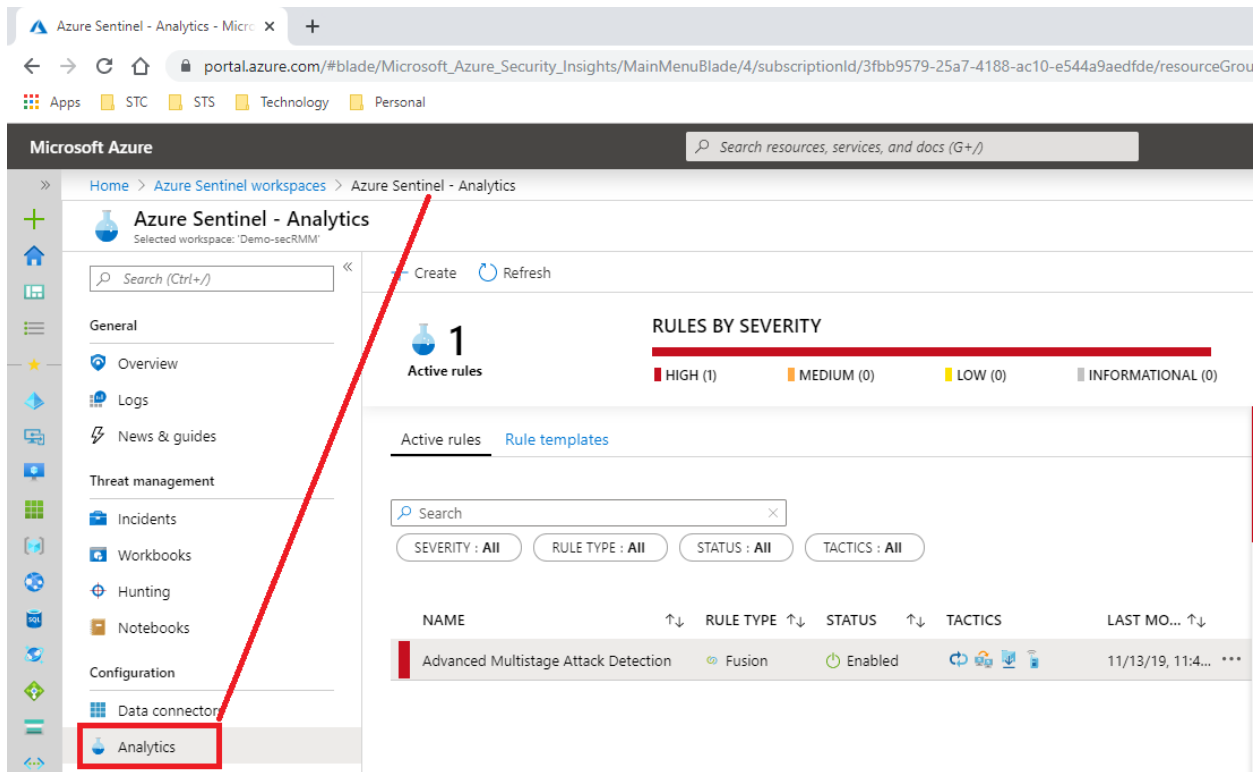 Azure Sentinel - Analytics - Micro
portal.azure.com/#blade/Microsoft_Azure_Security_Insights/MainMenuBlade/4/subscriptionId/3fbb9579-25a7-4188-ac10-e544a9aedfde/resourceGrou
Apps STC STS Technology Personal
Microsoft Azure
Search resources, services, and docs (G+/)
Home > Azure Sentinel workspaces > Azure Sentinel - Analytics
Azure Sentinel - Analytics
Selected workspace: 'Demo-secRMM'
Search (Ctrl+/)
«
+ Create Refresh
General
Overview
Logs
News & guides
Threat management
Incidents
Workbooks
Hunting
Notebooks
Configuration
Data connectors
Analytics
1
Active rules
RULES BY SEVERITY
HIGH (1) MEDIUM (0) LOW (0) INFORMATIONAL (0)
Active rules Rule templates
Search
SEVERITY : All RULE TYPE : All STATUS : All TACTICS : All
NAME RULE TYPE STATUS TACTICS LAST MO...
Advanced Multistage Attack Detection Fusion Enabled 11/13/19, 11:4... ...
SQL